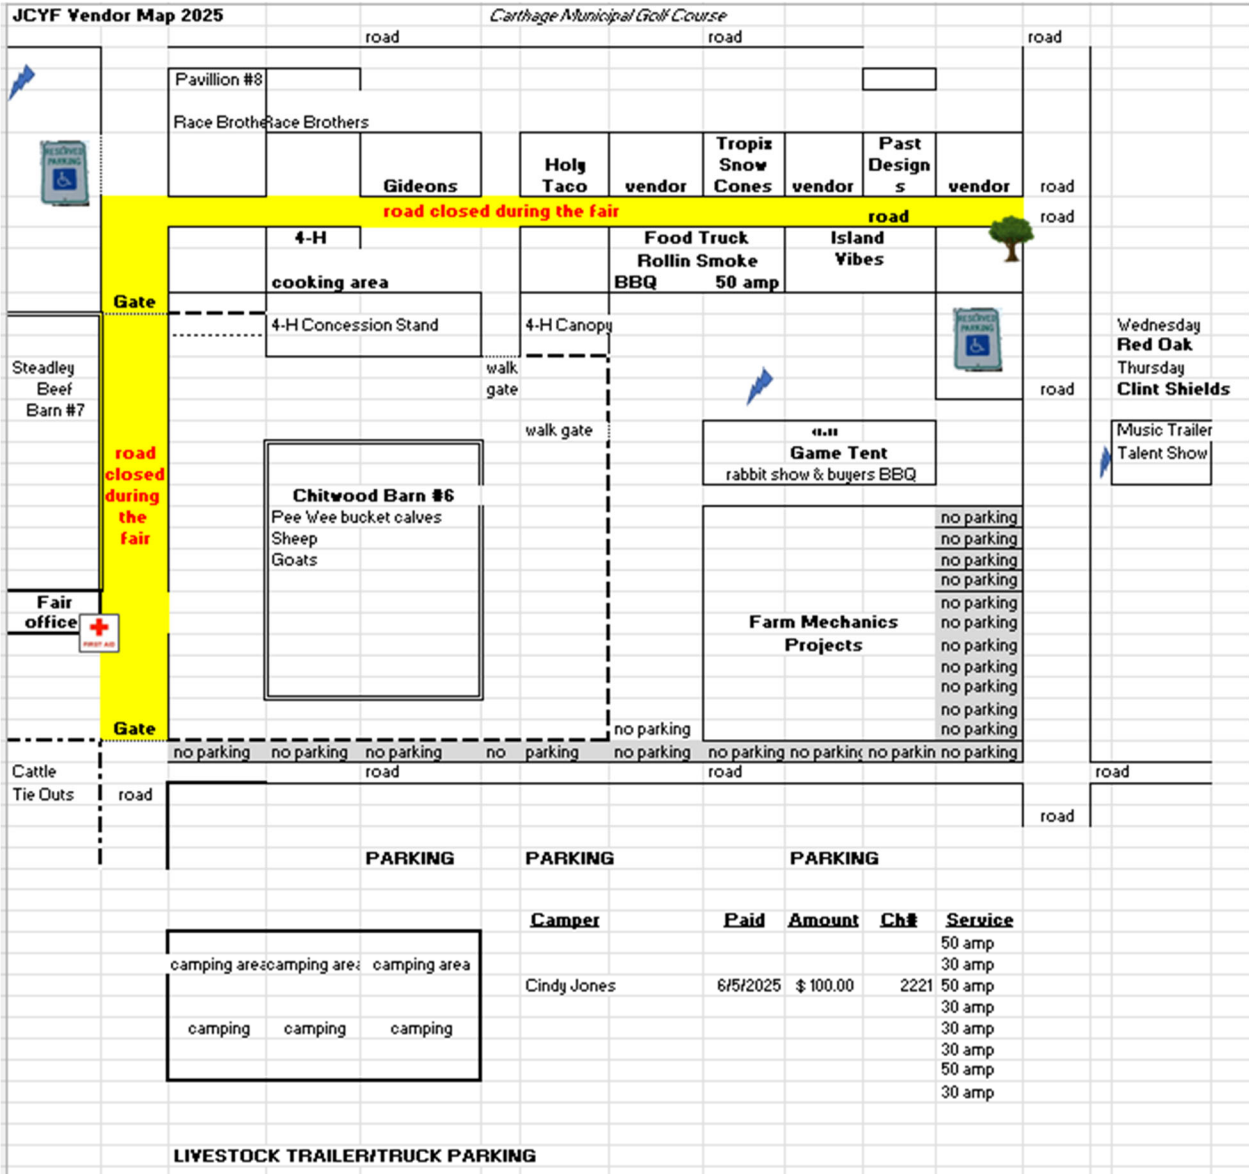 JCYF Vendor Map 2025
Carthage Municipal Golf Course
road road road
Pavillion #8
Race Brothe Race Brothers
RESERVED PARKING
Gideons
Holy Taco
vendor
Tropix Snow Cones
vendor
Past Designs
vendor
road
road closed during the fair road road
4-H
cooking area
Food Truck
Rollin Smoke
BBQ 50 amp
Island Vibes
Gate
4-H Concession Stand
4-H Canopy
RESERVED PARKING
Wednesday
Red Oak
Thursday
Clint Shields
Steadley
Beef
Barn #7
walk
gate
road
walk gate
Music Trailer
Talent Show
Game Tent
rabbit show & buyers BBQ
road
closed
during
the
fair
Chitwood Barn #6
Pee Wee bucket calves
Sheep
Goats
no parking
no parking
no parking
no parking
no parking
no parking
no parking
no parking
no parking
no parking
no parking
Farm Mechanics
Projects
Fair
office
FIRST AID
Gate
no parking
no parking no parking no parking no parking no parking no parking no parking no parkin no parking
Cattle
Tie Outs
road road road
road
road
PARKING PARKING PARKING
Camper Paid Amount Ch# Service
50 amp
30 amp
Cindy Jones 6/5/2025 $ 100.00 2221 50 amp
30 amp
30 amp
30 amp
50 amp
30 amp
camping area camping area camping area
camping camping camping
LIVESTOCK TRAILER/TRUCK PARKING